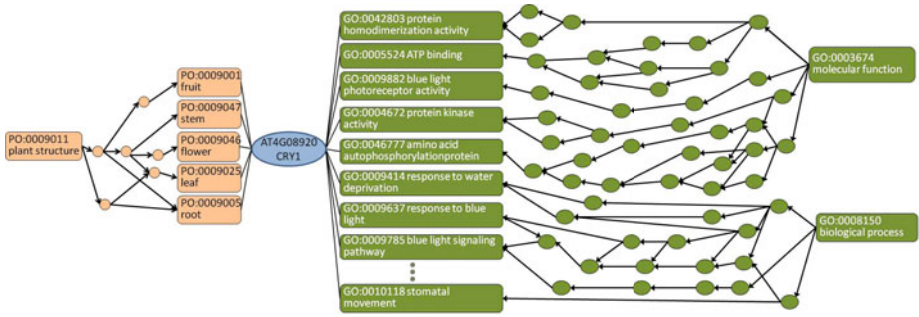 PO:0009011
plant structure
PO:0009001
fruit
PO:0009047
stem
PO:0009046
flower
PO:0009025
leaf
PO:0009005
root
AT4G08920
CRY1
GO:0042803 protein
homodimerization activity
GO:0005524 ATP binding
GO:0009882 blue light
photoreceptor activity
GO:0004672 protein kinase
activity
GO:0046777 amino acid
autophosphorylationprotein
GO:0009414 response to water
deprivation
GO:0009637 response to blue
light
GO:0009785 blue light signaling
pathway
GO:0010118 stomatal
movement
GO:0003674
molecular function
GO:0008150
biological process